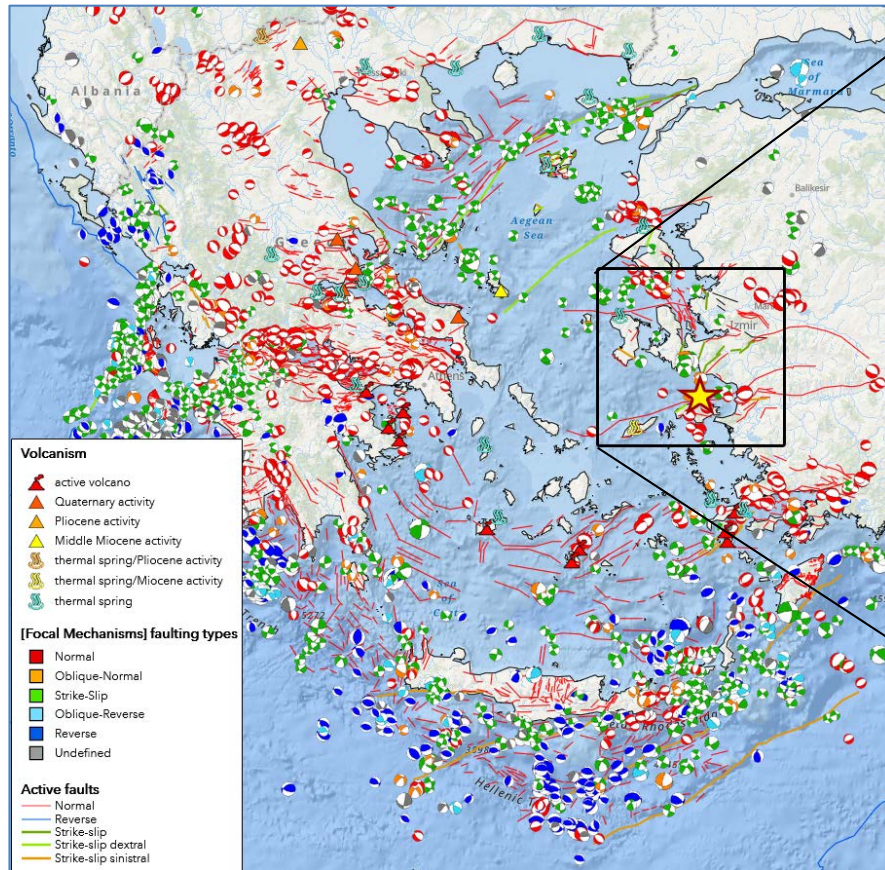 Albania
Sea
of
Marmara
Balikesir
Aegean
Sea
Izmir
Athens
Sea
of
Trench
5272
3698
Hellenic
Volcanism
active volcano
Quaternary activity
Pliocene activity
Middle Miocene activity
thermal spring/Pliocene activity
thermal spring/Miocene activity
thermal spring
[Focal Mechanisms] faulting types
Normal
Oblique-Normal
Strike-Slip
Oblique-Reverse
Reverse
Undefined
Active faults
Normal
Reverse
Strike-slip
Strike-slip dextral
Strike-slip sinistral